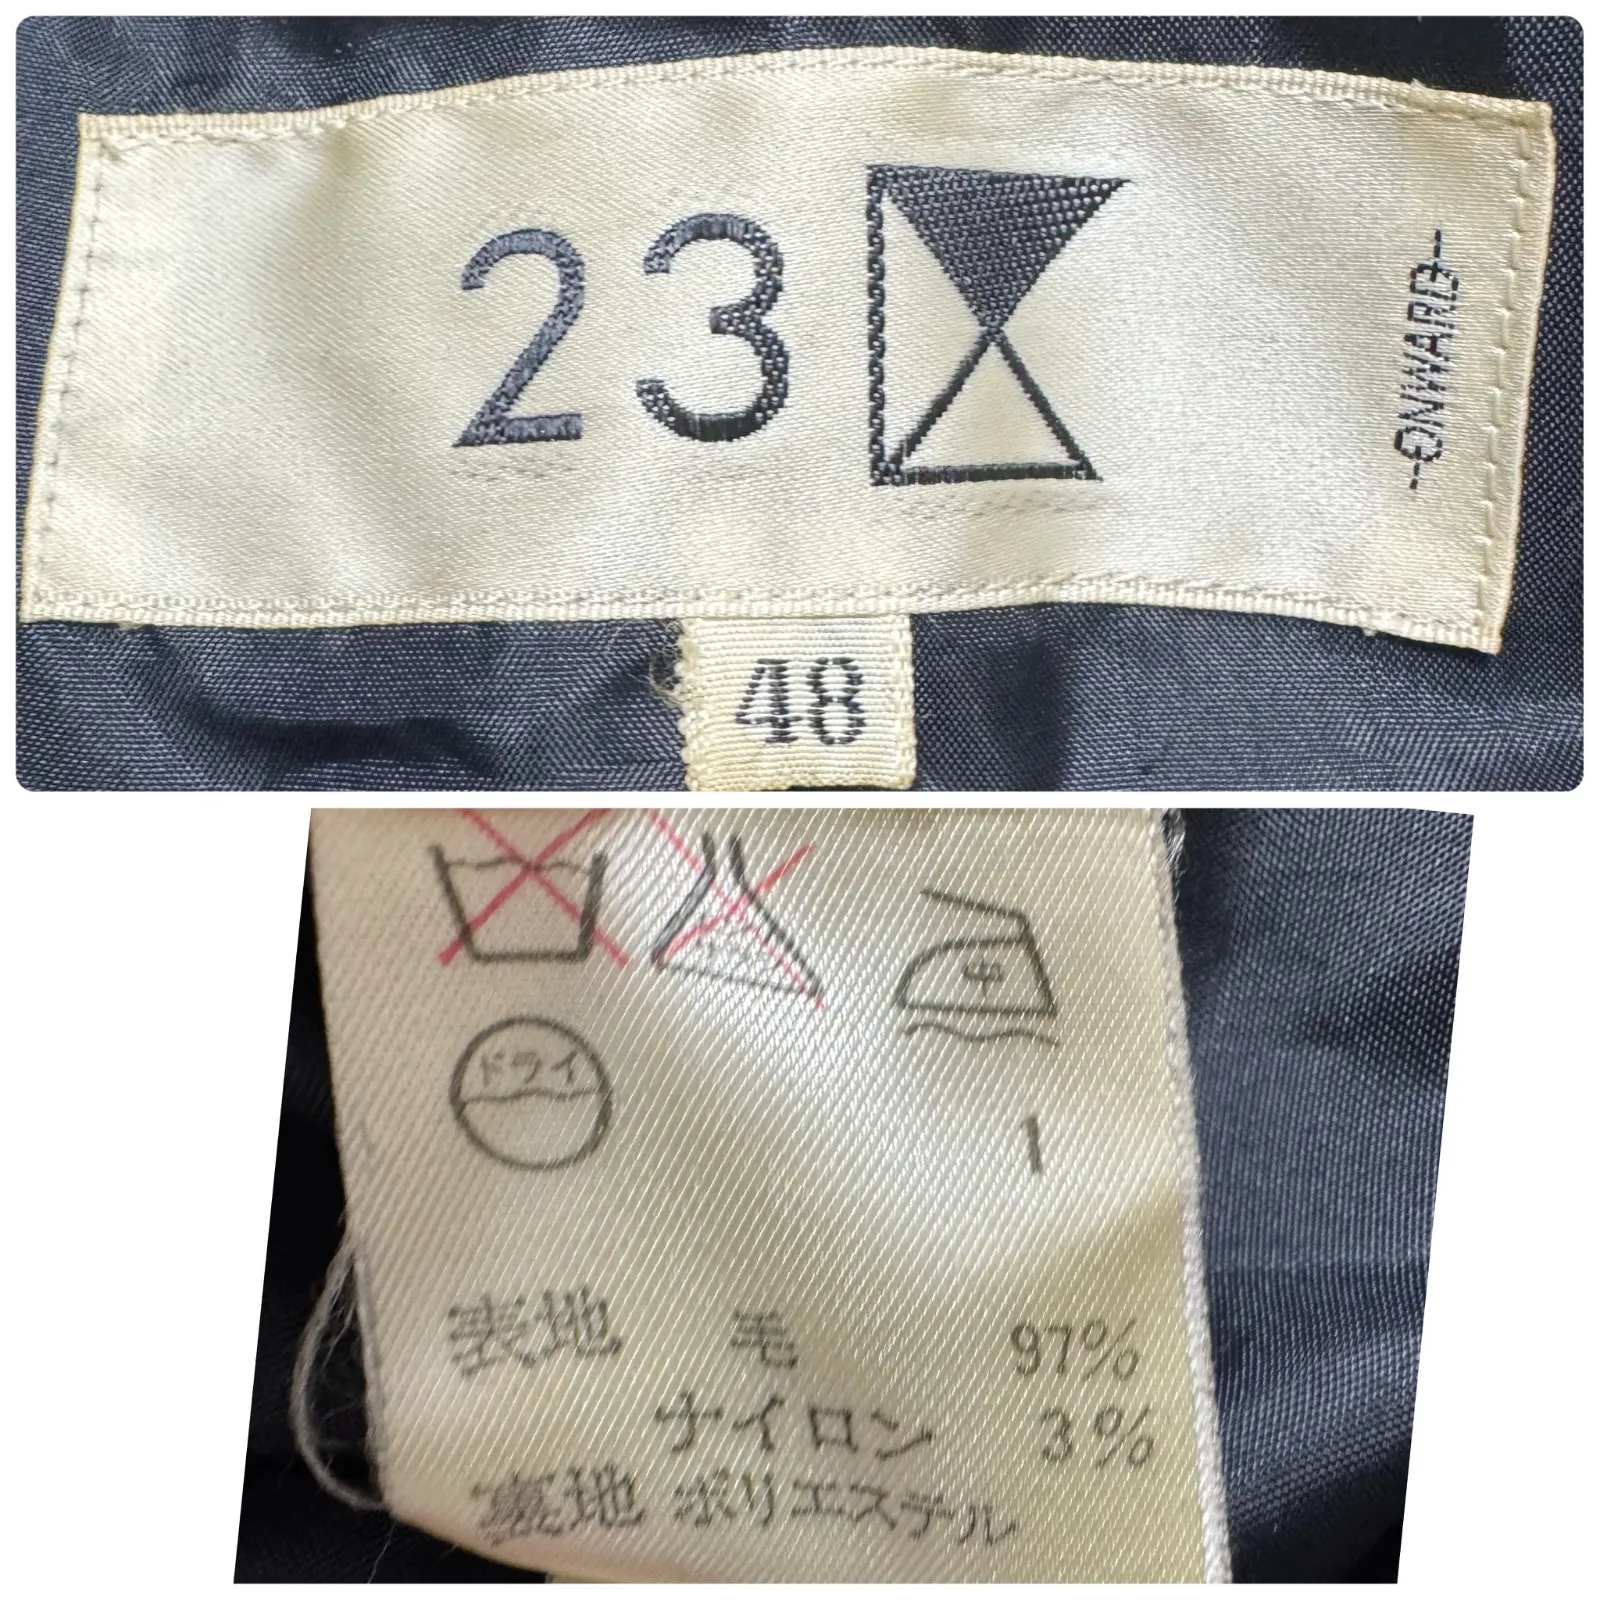 23
ONWARD
48
中
ドライ
1
表地 毛 97%
ナイロン 3%
裏地 ポリエステル